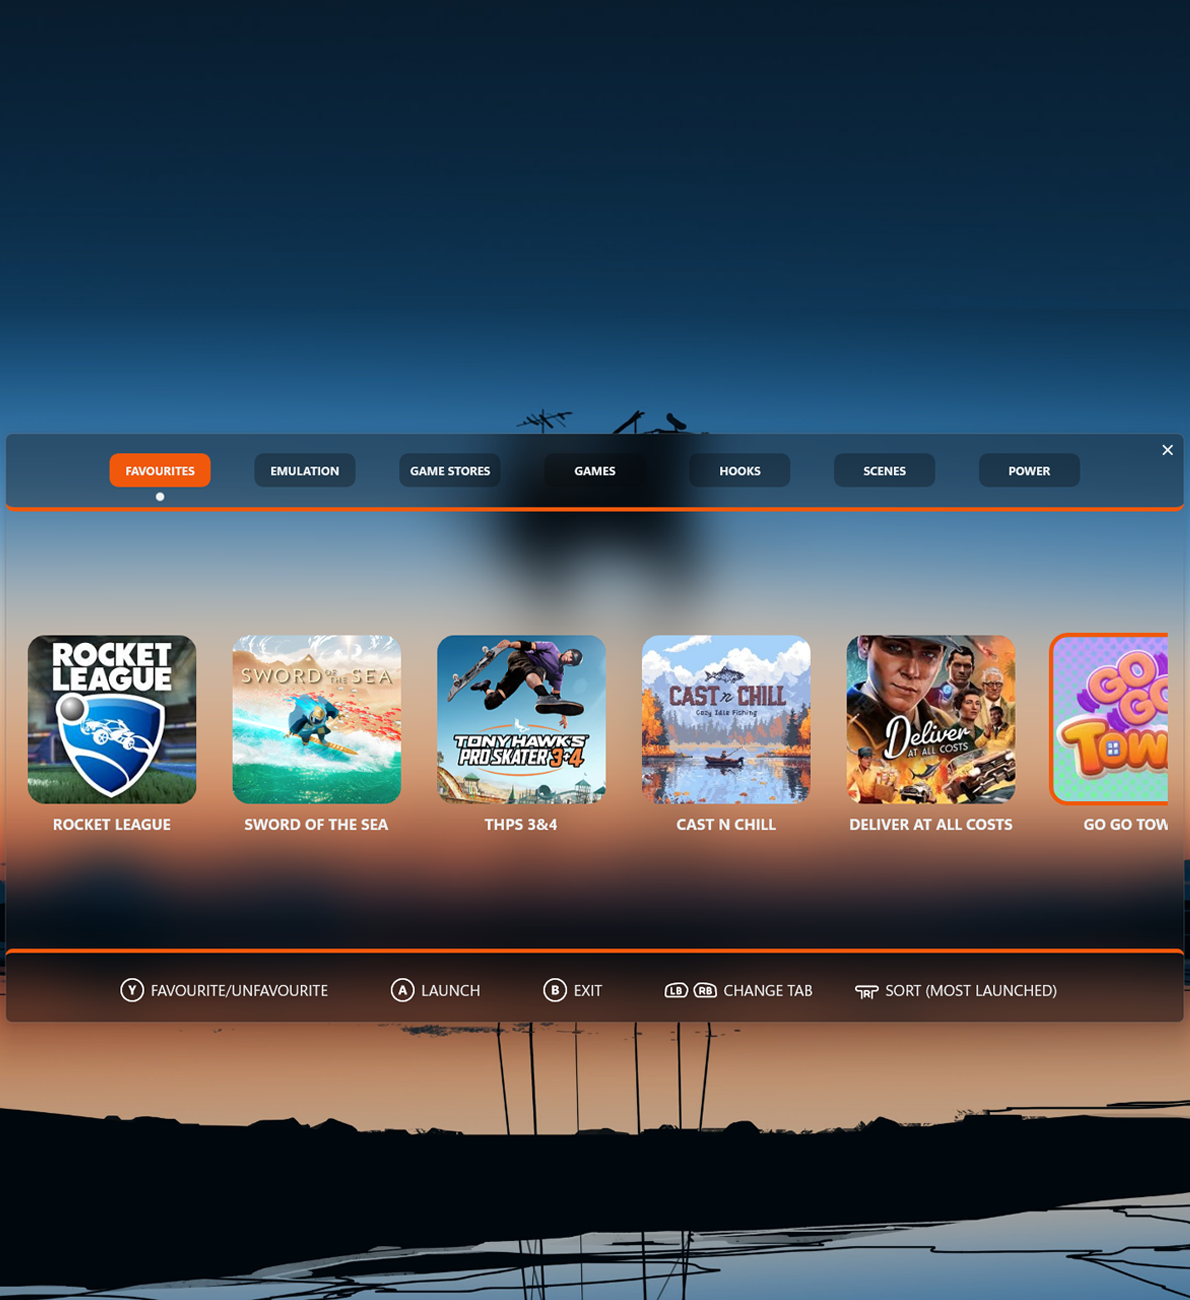 FAVOURITES EMULATION GAME STORES GAMES HOOKS SCENES POWER
ROCKET
LEAGUE
SWORD OF THE SEA
TONY HAWK'S
PRO SKATER 3+4
CAST N CHILL
Cozy Idle Fishing
Deliver
AT ALL COSTS
GO
GO
TOW
ROCKET LEAGUE SWORD OF THE SEA THPS 3&4 CAST N CHILL DELIVER AT ALL COSTS GO GO TOW
Y FAVOURITE/UNFAVOURITE A LAUNCH B EXIT LB RB CHANGE TAB RT SORT (MOST LAUNCHED)